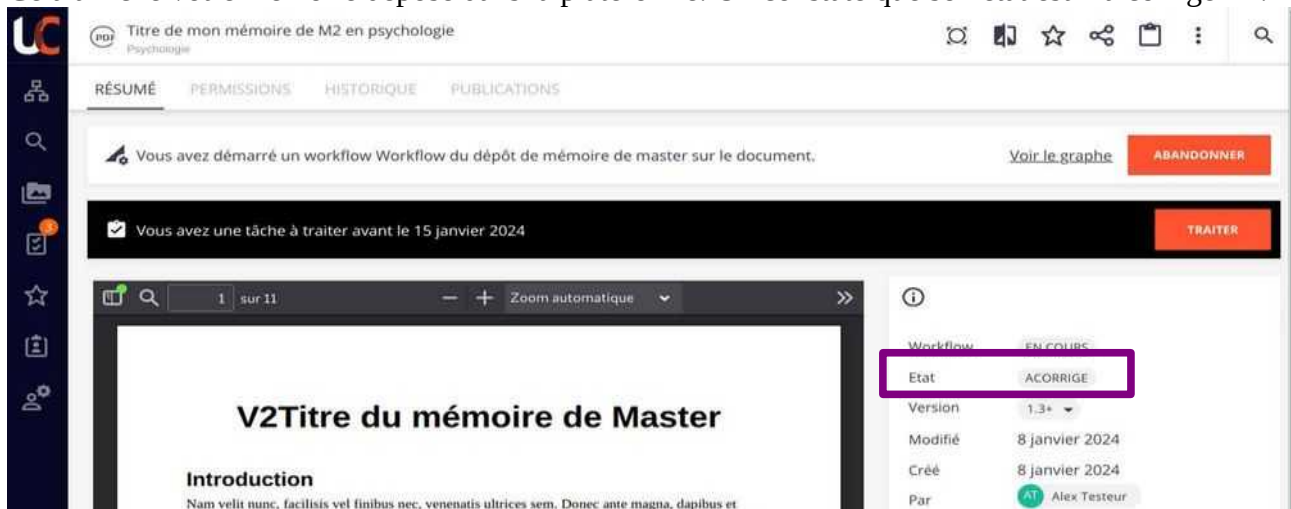 UC
PDF
Titre de mon mémoire de M2 en psychologie
Psychologie
RÉSUMÉ PERMISSIONS HISTORIQUE PUBLICATIONS
Vous avez démarré un workflow Workflow du dépôt de mémoire de master sur le document. Voir le graphe ABANDONNER
3
Vous avez une tâche à traiter avant le 15 janvier 2024 TRAITER
1 sur 11 Zoom automatique
Workflow EN COURS
Etat ACORRIGE
V2Titre du mémoire de Master
Version 1.3+
Modifié 8 janvier 2024
Introduction
Créé 8 janvier 2024
Nam velit nunc, facilisis vel finibus nec, venenatis ultrices sem. Donec ante magna, dapibus et
Par AT Alex Testeur